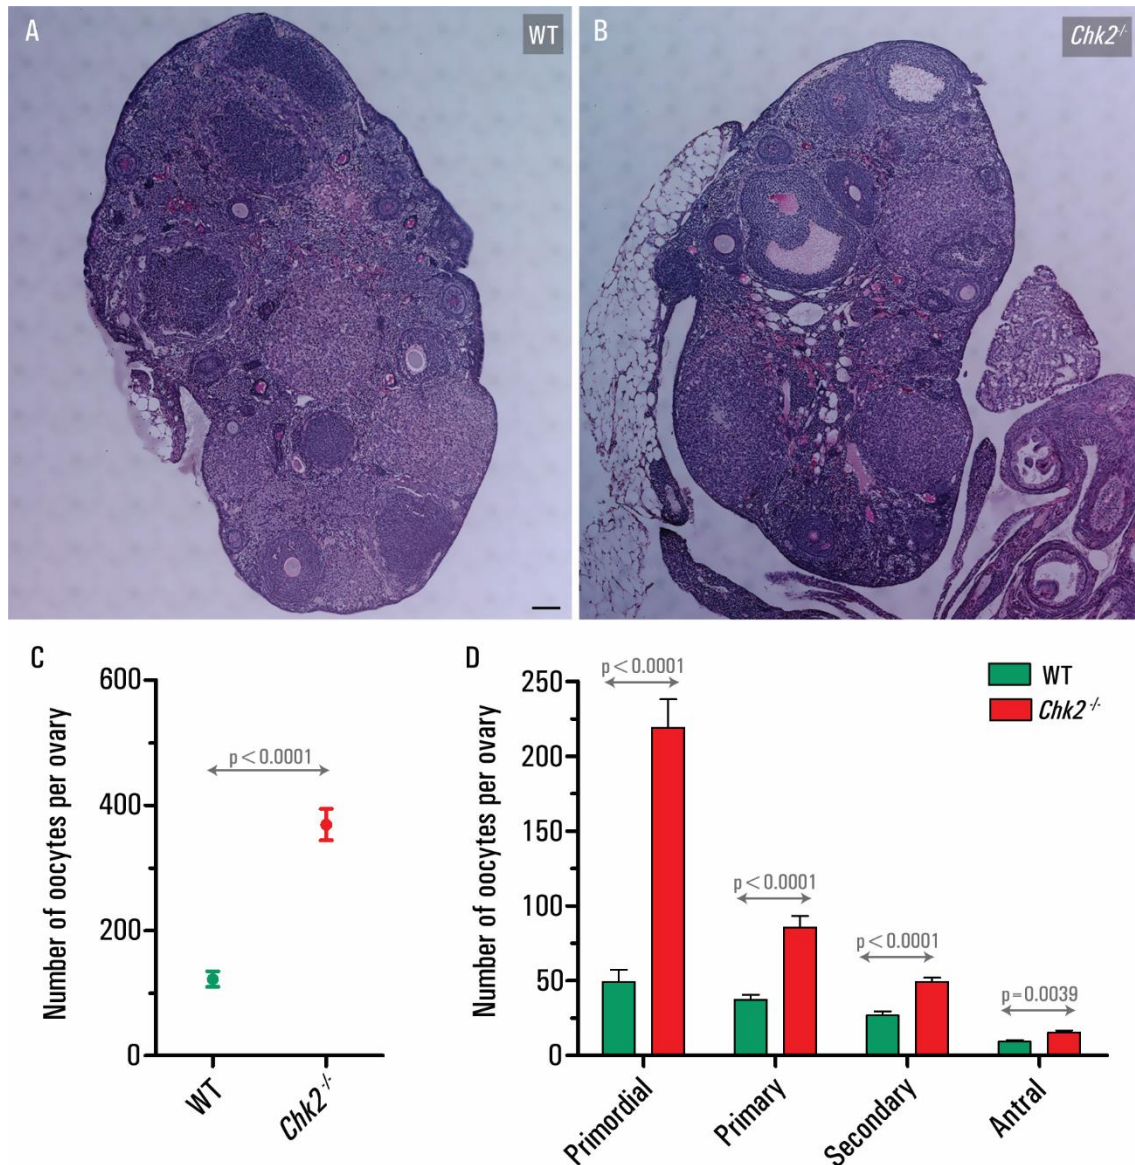 A
WT
B
Chk2-/-
C
Number of oocytes per ovary
600
400
200
0
p < 0.0001
WT
Chk2-/-
D
Number of oocytes per ovary
250
200
150
100
50
0
p < 0.0001
p < 0.0001
p < 0.0001
p = 0.0039
WT
Chk2-/-
Primordial
Primary
Secondary
Antral